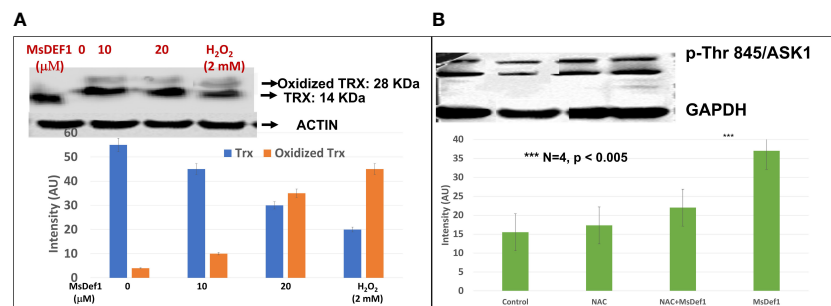 A
MsDEF1 0 10 20 H₂O₂
(μM) (2 mM)
Oxidized TRX: 28 KDa
TRX: 14 KDa
ACTIN
60
50
40
30
20
10
0
Intensity (AU)
Trx Oxidized Trx
MsDef1 0 10 20 H₂O₂
(μM) (2 mM)
B
p-Thr 845/ASK1
GAPDH
40
35
30
25
20
15
10
5
0
Intensity (AU)
*** N=4, p < 0.005
***
Control NAC NAC+MsDef1 MsDef1